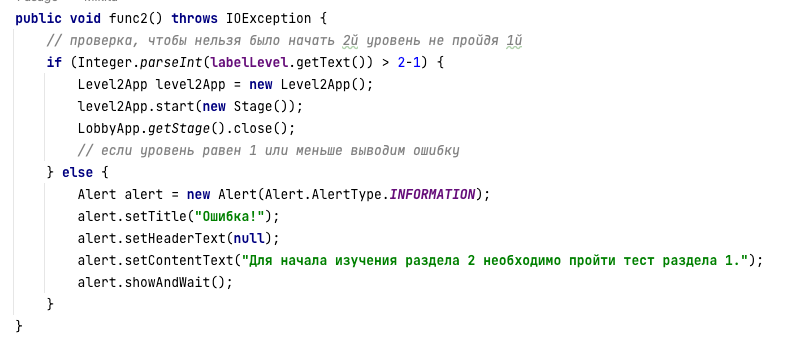 public void func2() throws IOException {
// проверка, чтобы нельзя было начать 2й уровень не пройдя 1й
if (Integer.parseInt(labelLevel.getText()) > 2-1) {
Level2App level2App = new Level2App();
level2App.start(new Stage());
LobbyApp.getStage().close();
// если уровень равен 1 или меньше выводим ошибку
} else {
Alert alert = new Alert(Alert.AlertType.INFORMATION);
alert.setTitle("Ошибка!");
alert.setHeaderText(null);
alert.setContentText("Для начала изучения раздела 2 необходимо пройти тест раздела 1.");
alert.showAndWait();
}
}